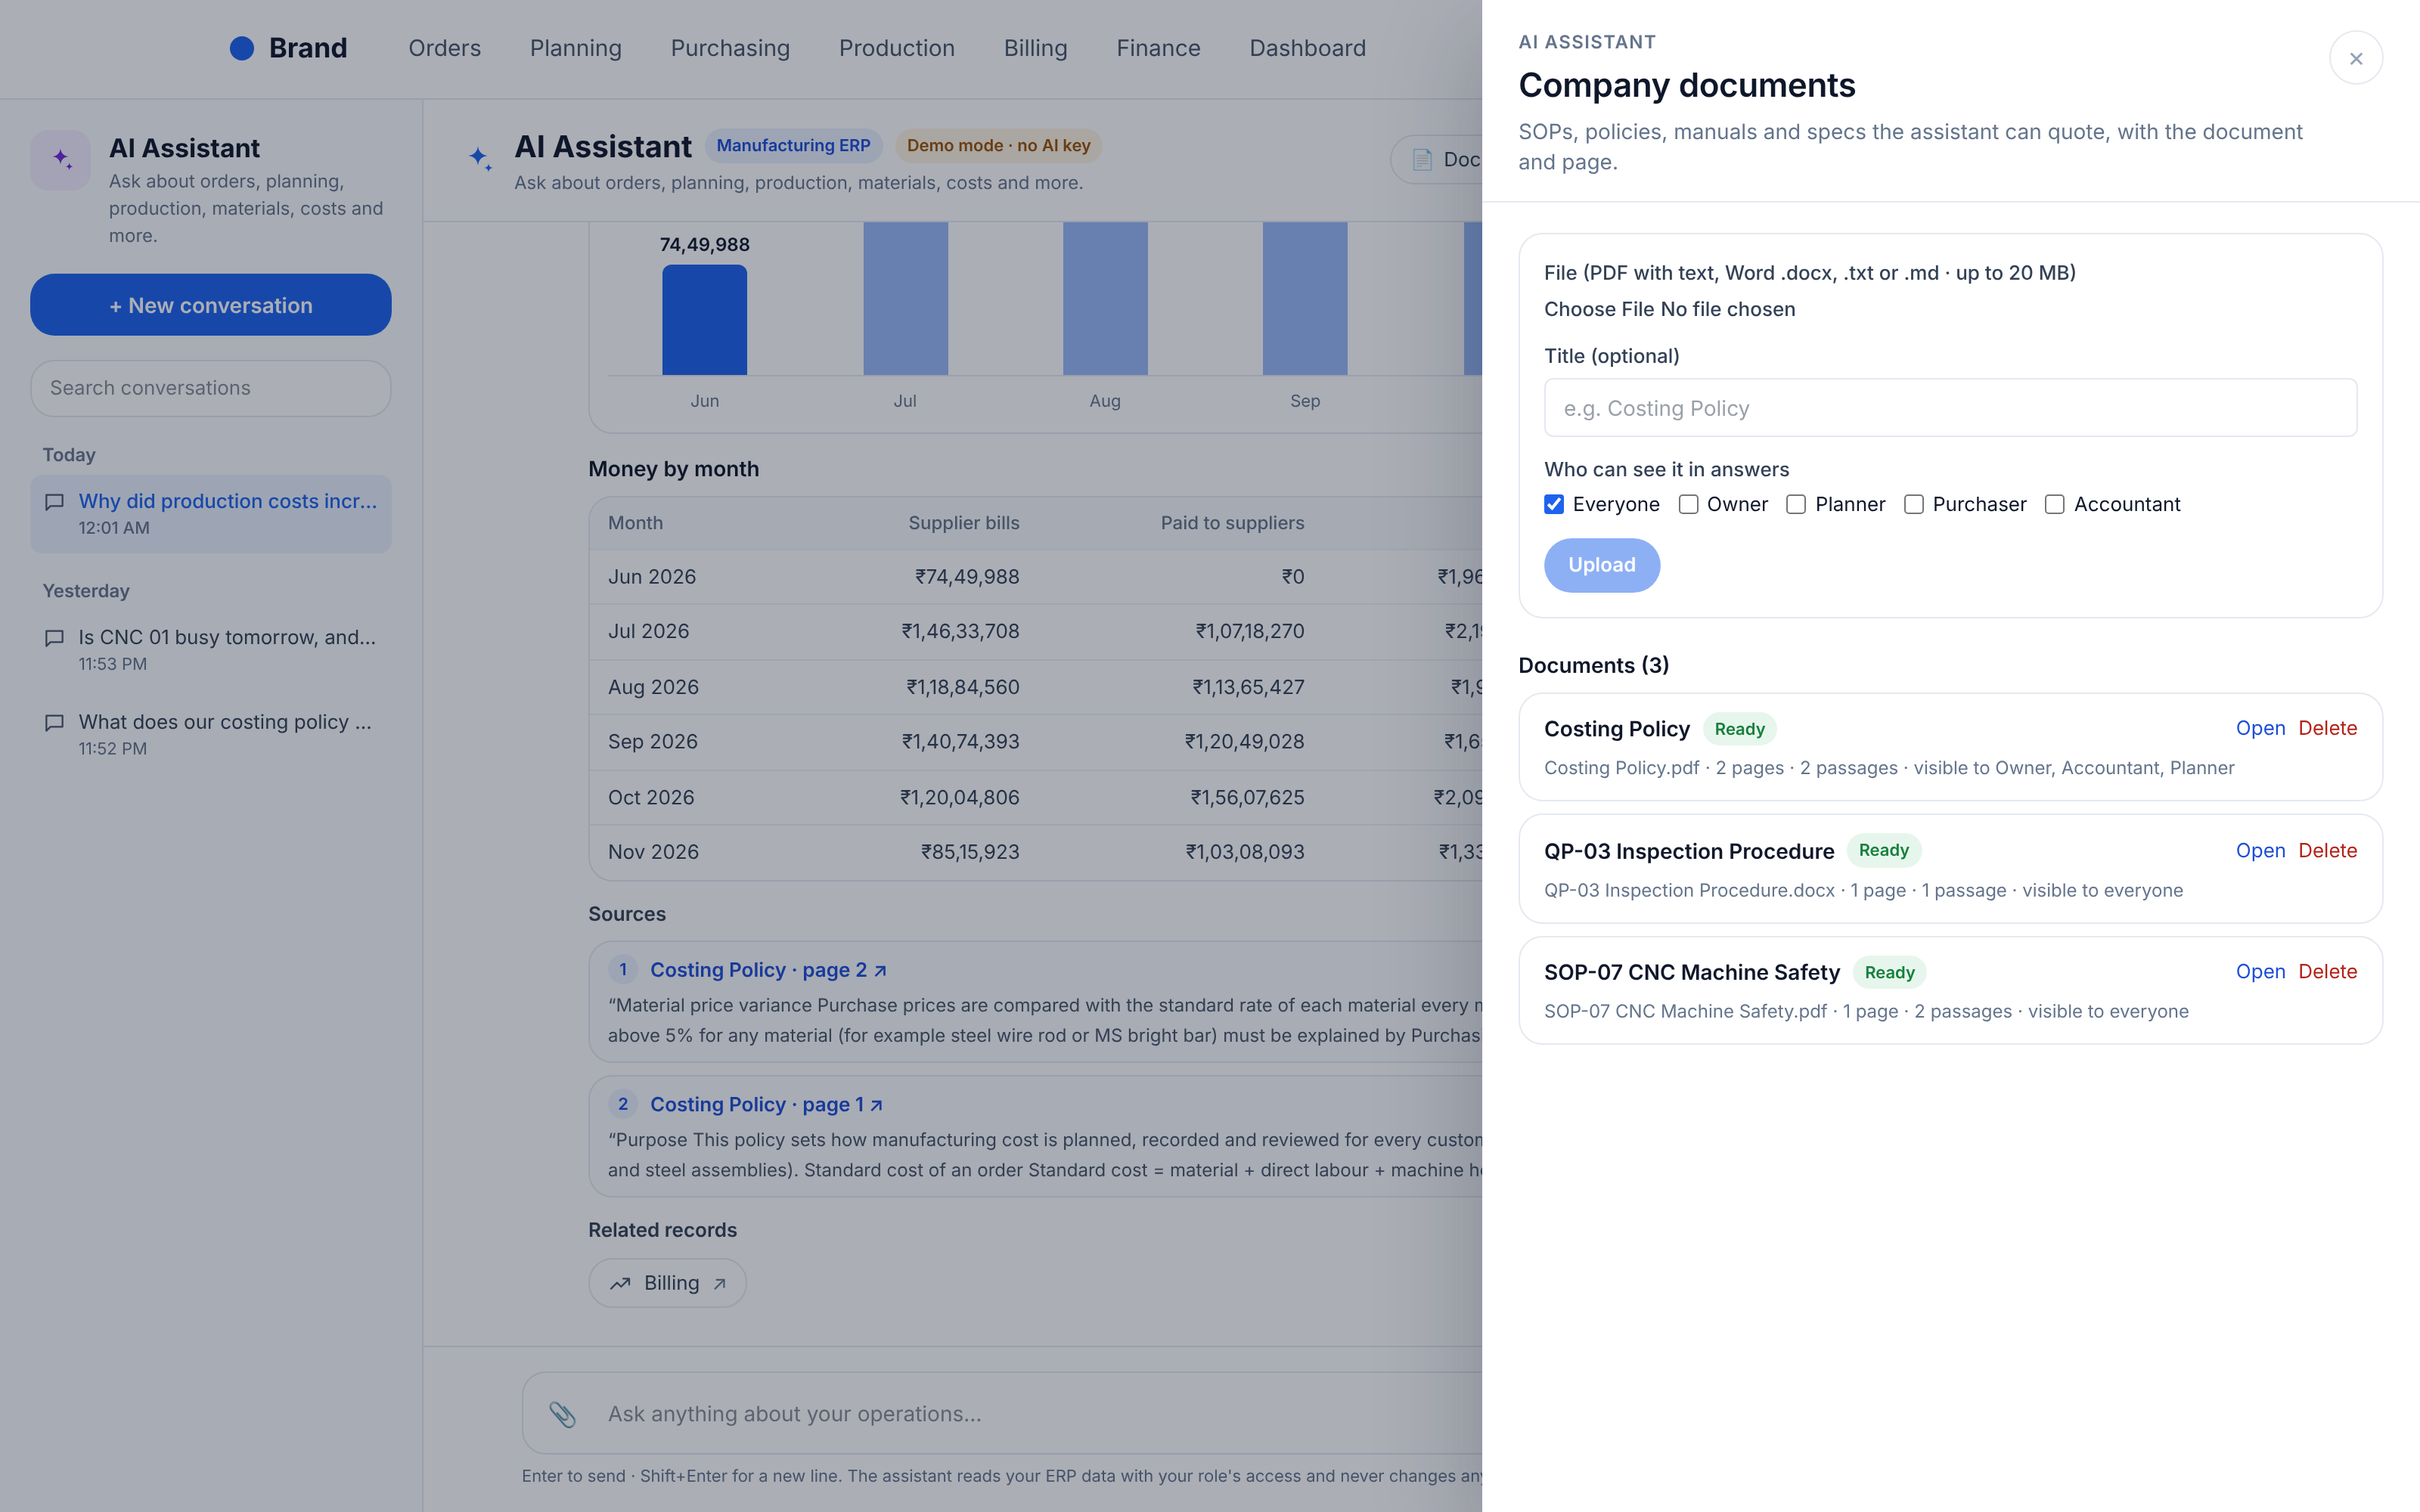 Brand
Orders
Planning
Purchasing
Production
Billing
Finance
Dashboard
AI Assistant
Ask about orders, planning,
production, materials, costs and
more.
+ New conversation
Search conversations
Today
Why did production costs incr...
12:01 AM
Yesterday
Is CNC 01 busy tomorrow, and...
11:53 PM
What does our costing policy ...
11:52 PM
AI Assistant
Manufacturing ERP
Demo mode · no AI key
Ask about orders, planning, production, materials, costs and more.
74,49,988
Jun
Jul
Aug
Sep
Money by month
Month Supplier bills Paid to suppliers
Jun 2026 ₹74,49,988 ₹0
Jul 2026 ₹1,46,33,708 ₹1,07,18,270
Aug 2026 ₹1,18,84,560 ₹1,13,65,427
Sep 2026 ₹1,40,74,393 ₹1,20,49,028
Oct 2026 ₹1,20,04,806 ₹1,56,07,625
Nov 2026 ₹85,15,923 ₹1,03,08,093
Sources
1 Costing Policy · page 2 ↗
“Material price variance Purchase prices are compared with the standard rate of each material every
above 5% for any material (for example steel wire rod or MS bright bar) must be explained by
2 Costing Policy · page 1 ↗
“Purpose This policy sets how manufacturing cost is planned, recorded and reviewed for every
and steel assemblies). Standard cost of an order Standard cost = material + direct labour + machine
Related records
Billing ↗
Ask anything about your operations...
Enter to send · Shift+Enter for a new line. The assistant reads your ERP data with your role's access and never changes
AI ASSISTANT
Company documents
SOPs, policies, manuals and specs the assistant can quote, with the document
and page.
×
File (PDF with text, Word .docx, .txt or .md · up to 20 MB)
Choose File No file chosen
Title (optional)
e.g. Costing Policy
Who can see it in answers
Everyone Owner Planner Purchaser Accountant
Upload
Documents (3)
Costing Policy Ready Open Delete
Costing Policy.pdf · 2 pages · 2 passages · visible to Owner, Accountant, Planner
QP-03 Inspection Procedure Ready Open Delete
QP-03 Inspection Procedure.docx · 1 page · 1 passage · visible to everyone
SOP-07 CNC Machine Safety Ready Open Delete
SOP-07 CNC Machine Safety.pdf · 1 page · 2 passages · visible to everyone